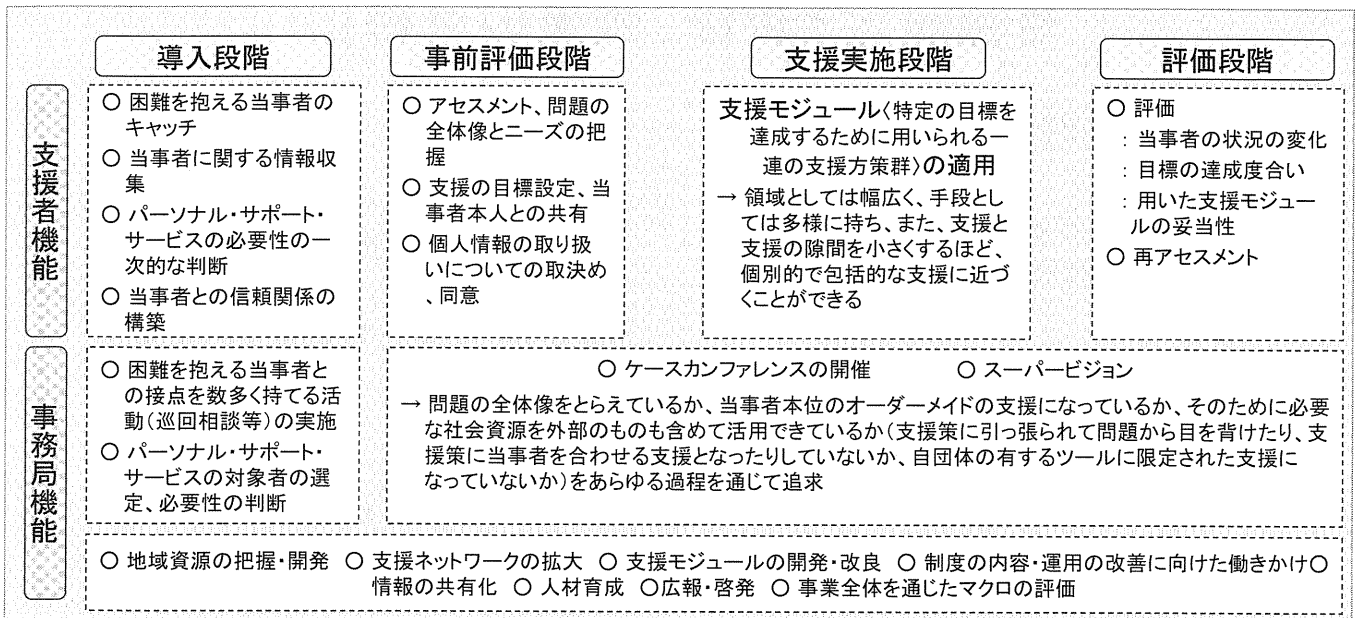 導入段階
事前評価段階
支援実施段階
評価段階
支援者機能
○ 困難を抱える当事者の
キャッチ
○ 当事者に関する情報収
集
○ パーソナル・サポート・
サービスの必要性の一
次的な判断
○ 当事者との信頼関係の
構築
○ アセスメント、問題の
全体像とニーズの把
握
○ 支援の目標設定、当
事者本人との共有
○ 個人情報の取り扱
いについての取決め
、同意
支援モジュール〈特定の目標を
達成するために用いられる一
連の支援方策群〉の適用
→ 領域としては幅広く、手段とし
ては多様に持ち、また、支援と
支援の隙間を小さくするほど、
個別的で包括的な支援に近づ
くことができる
○ 評価
：当事者の状況の変化
：目標の達成度合い
：用いた支援モジュー
ルの妥当性
○ 再アセスメント
事務局機能
○ 困難を抱える当事者と
の接点を数多く持てる活
動(巡回相談等)の実施
○ パーソナル・サポート・
サービスの対象者の選
定、必要性の判断
○ ケースカンファレンスの開催 ○ スーパービジョン
→ 問題の全体像をとらえているか、当事者本位のオーダーメイドの支援になっているか、そのために必要
な社会資源を外部のものも含めて活用できているか(支援策に引っ張られて問題から目を背けたり、支
援策に当事者を合わせる支援となったりしていないか、自団体の有するツールに限定された支援に
なっていないか)をあらゆる過程を通じて追求
○ 地域資源の把握・開発 ○ 支援ネットワークの拡大 ○ 支援モジュールの開発・改良 ○ 制度の内容・運用の改善に向けた働きかけ○
情報の共有化 ○ 人材育成 ○広報・啓発 ○ 事業全体を通じたマクロの評価